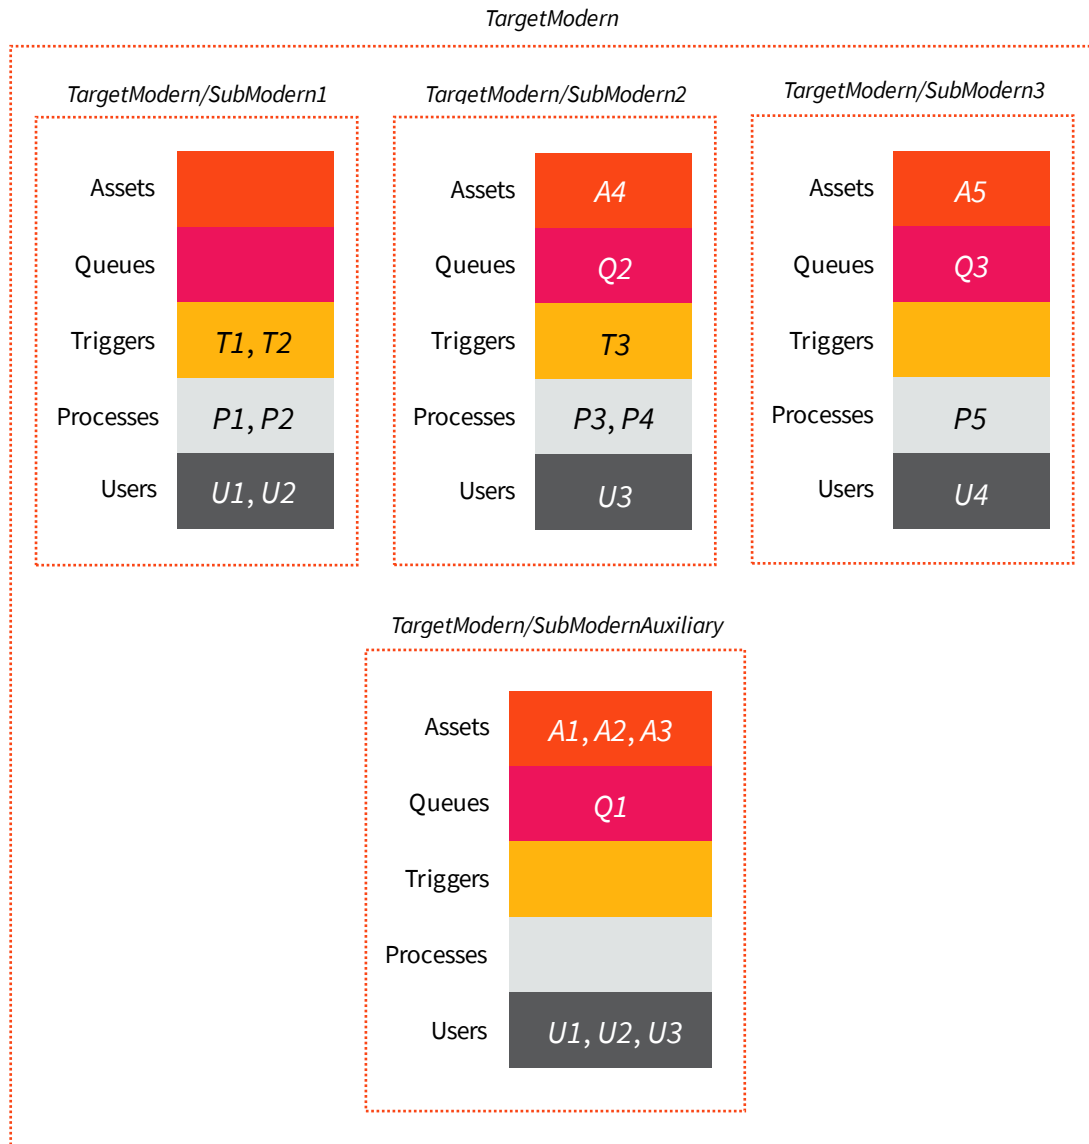 TargetModern
TargetModern/SubModern1
Assets
Queues
Triggers T1, T2
Processes P1, P2
Users U1, U2
TargetModern/SubModern2
Assets A4
Queues Q2
Triggers T3
Processes P3, P4
Users U3
TargetModern/SubModern3
Assets A5
Queues Q3
Triggers
Processes P5
Users U4
TargetModern/SubModernAuxiliary
Assets A1, A2, A3
Queues Q1
Triggers
Processes
Users U1, U2, U3